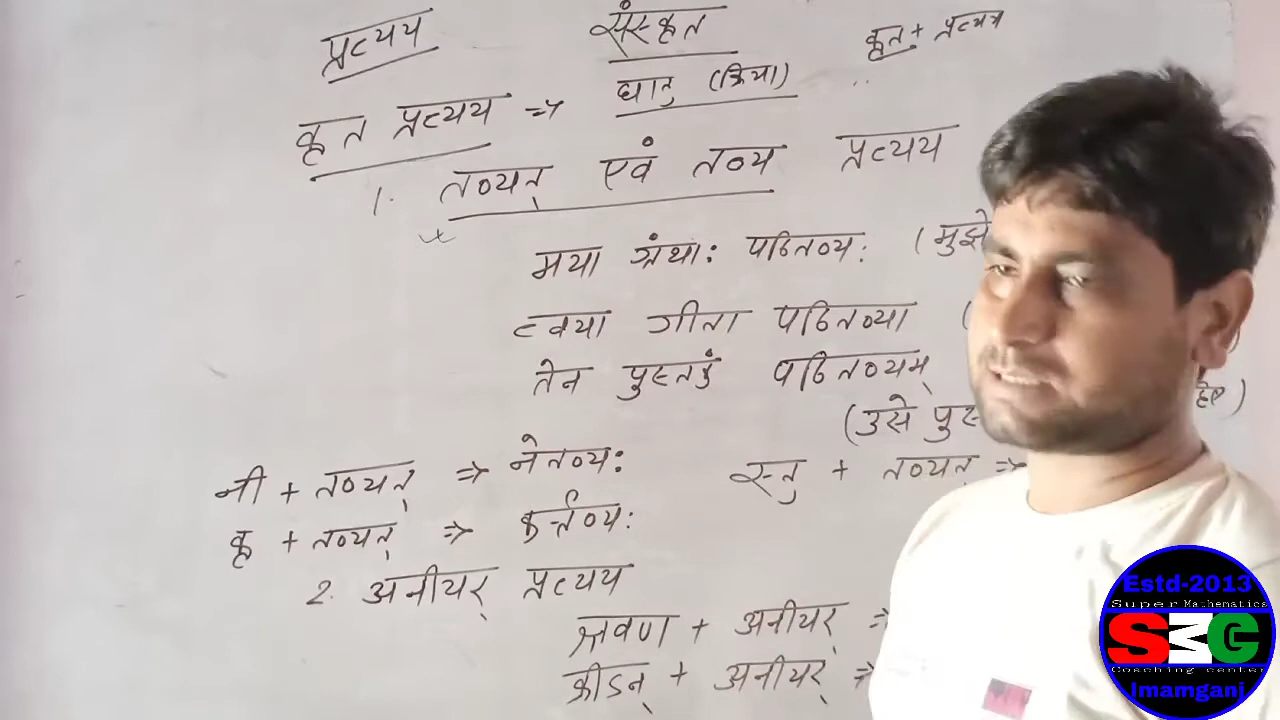 प्रत्यय संस्कृत कृत + प्रत्यय
कृत प्रत्यय => धातु (क्रिया)
1. तव्यत् एवं तव्य प्रत्यय
मया ग्रंथा: पठितव्य: (मुझे
त्वया गीता पठितव्या (
तेन पुस्तकं पठितव्यम्
(उसे पुस
नी + तव्यत् => नेतव्य: स्तु + तव्यत् =>
कृ + तव्यत् => कर्त्तव्य:
2. अनीयर् प्रत्यय
श्रवण + अनीयर् =>
क्रीडन् + अनीयर् =>
Estd-2013
Super Mathematics
SMG
Coaching center
Imamganj